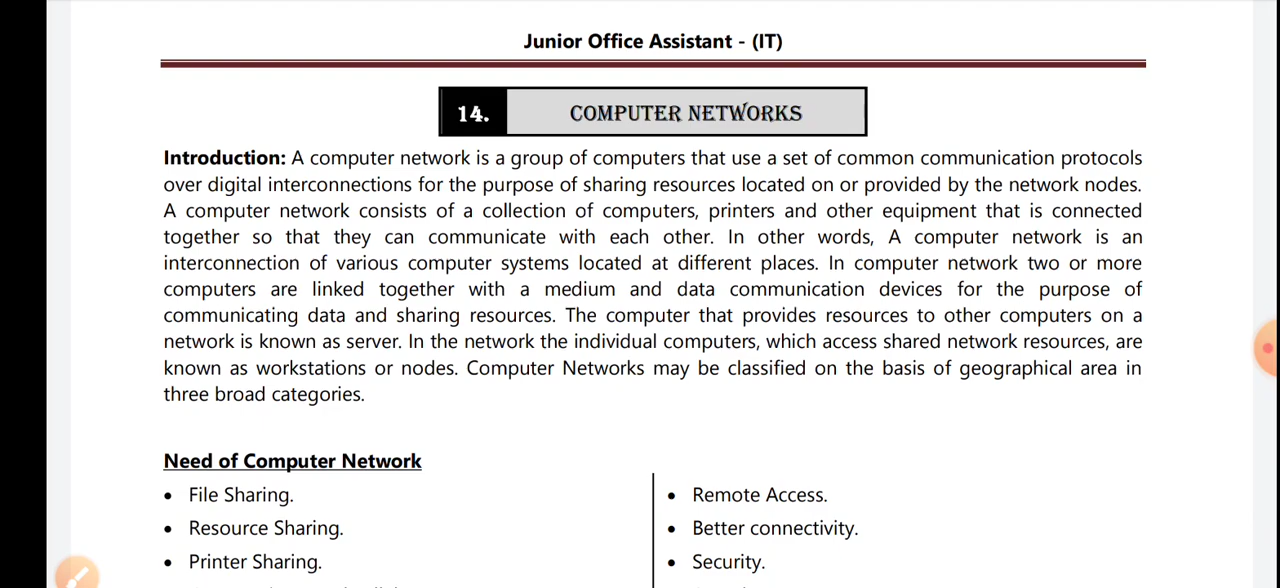 Junior Office Assistant - (IT)
14. COMPUTER NETWORKS
Introduction: A computer network is a group of computers that use a set of common communication protocols
over digital interconnections for the purpose of sharing resources located on or provided by the network nodes.
A computer network consists of a collection of computers, printers and other equipment that is connected
together so that they can communicate with each other. In other words, A computer network is an
interconnection of various computer systems located at different places. In computer network two or more
computers are linked together with a medium and data communication devices for the purpose of
communicating data and sharing resources. The computer that provides resources to other computers on a
network is known as server. In the network the individual computers, which access shared network resources, are
known as workstations or nodes. Computer Networks may be classified on the basis of geographical area in
three broad categories.
Need of Computer Network
• File Sharing.
• Resource Sharing.
• Printer Sharing.
• Remote Access.
• Better connectivity.
• Security.